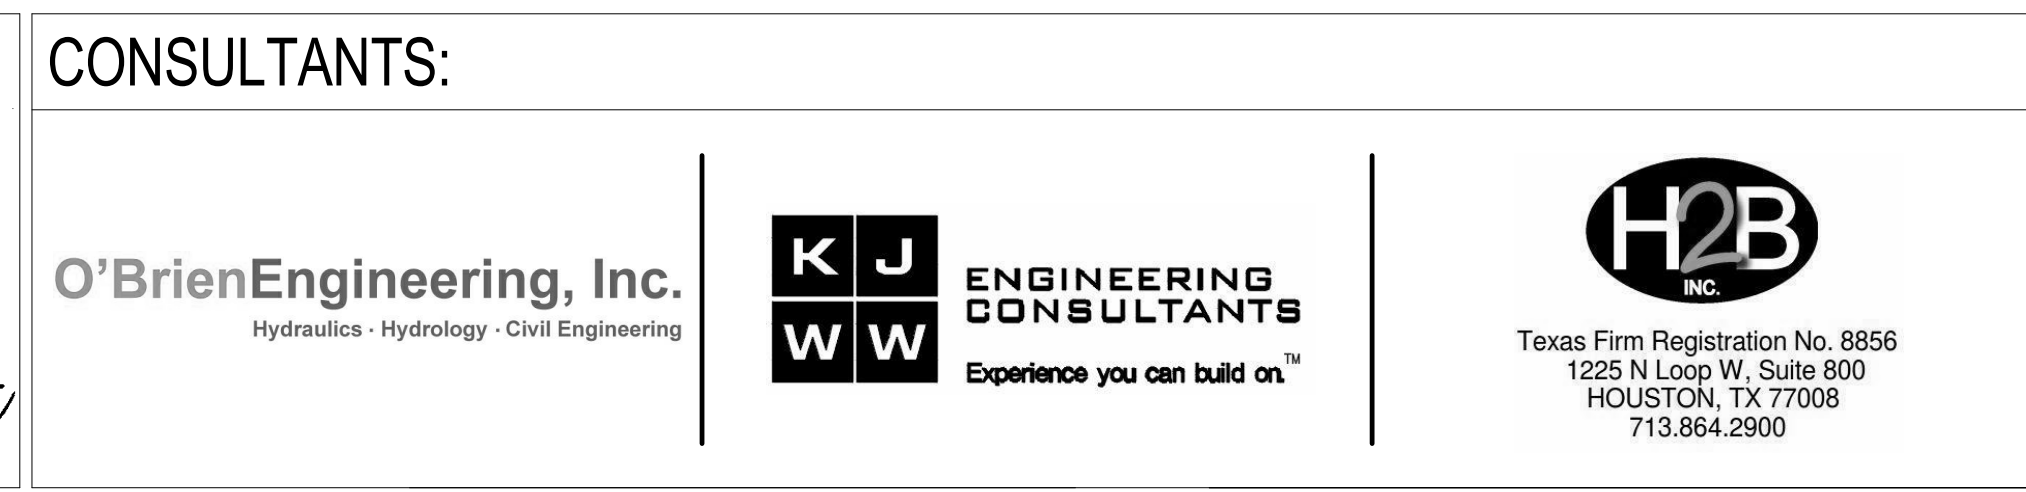 CONSULTANTS:
O'BrienEngineering, Inc.
Hydraulics · Hydrology · Civil Engineering
K J
W W
ENGINEERING
CONSULTANTS
Experience you can build on.™
H2B
INC.
Texas Firm Registration No. 8856
1225 N Loop W, Suite 800
HOUSTON, TX 77008
713.864.2900